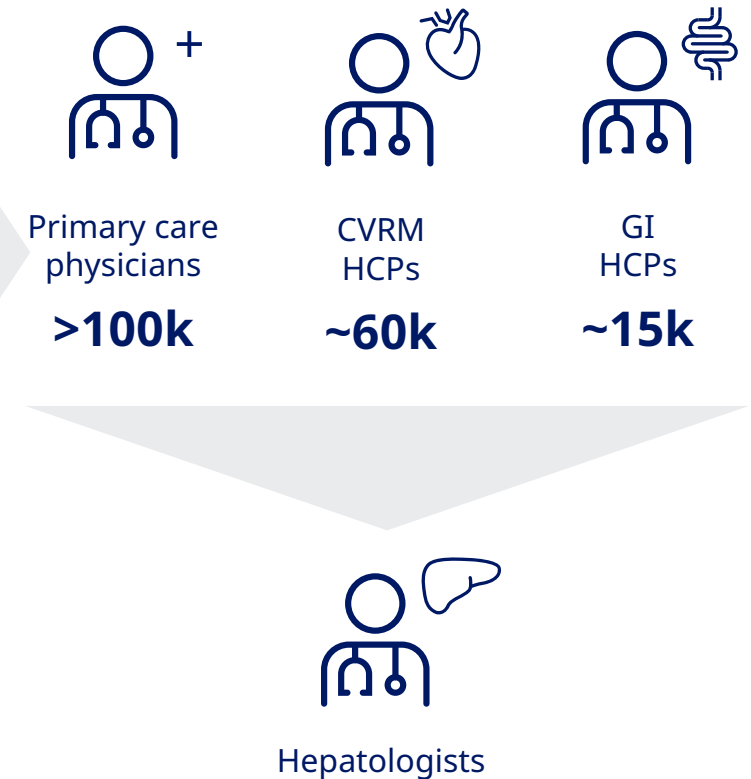 Primary care
physicians
>100k
CVRM
HCPs
~60k
GI
HCPs
~15k
Hepatologists